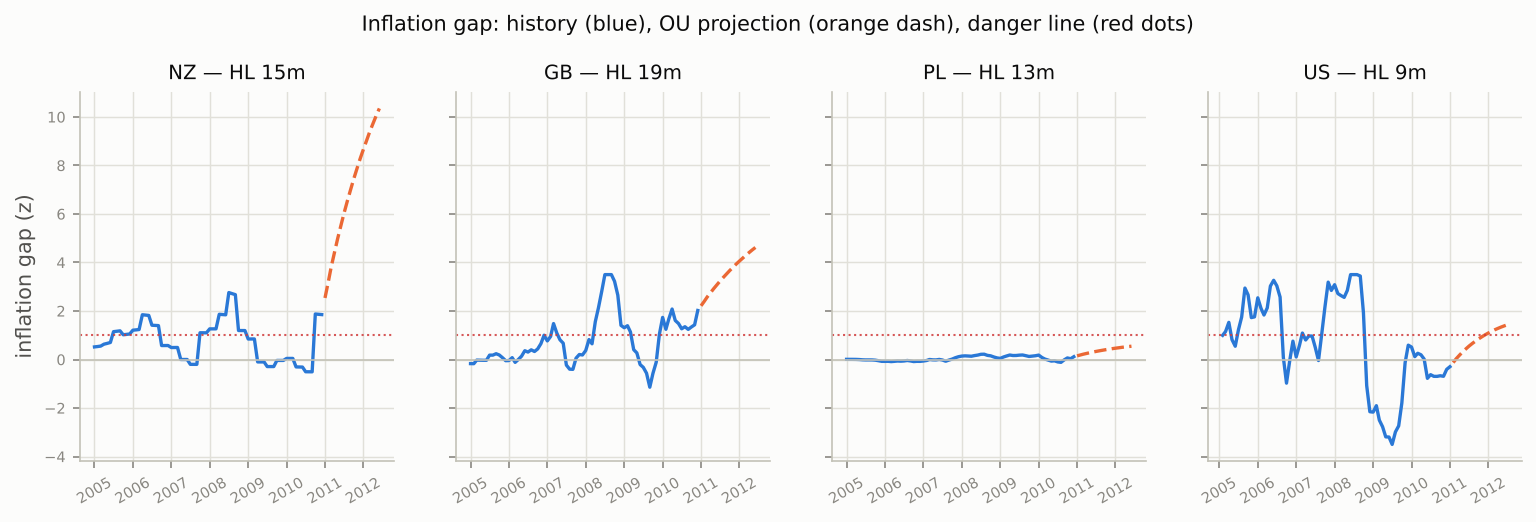 Inflation gap: history (blue), OU projection (orange dash), danger line (red dots)
NZ — HL 15m
GB — HL 19m
PL — HL 13m
US — HL 9m
inflation gap (z)
10
8
6
4
2
0
−2
−4
2005 2006 2007 2008 2009 2010 2011 2012
2005 2006 2007 2008 2009 2010 2011 2012
2005 2006 2007 2008 2009 2010 2011 2012
2005 2006 2007 2008 2009 2010 2011 2012